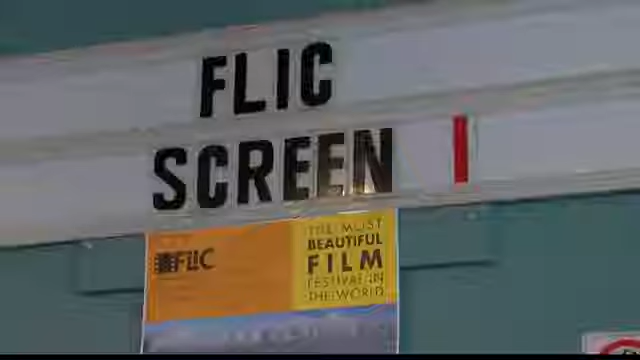 FLIC
SCREEN I
FLIC
THE MOST
BEAUTIFUL
FILM
FESTIVAL IN
THE WORLD